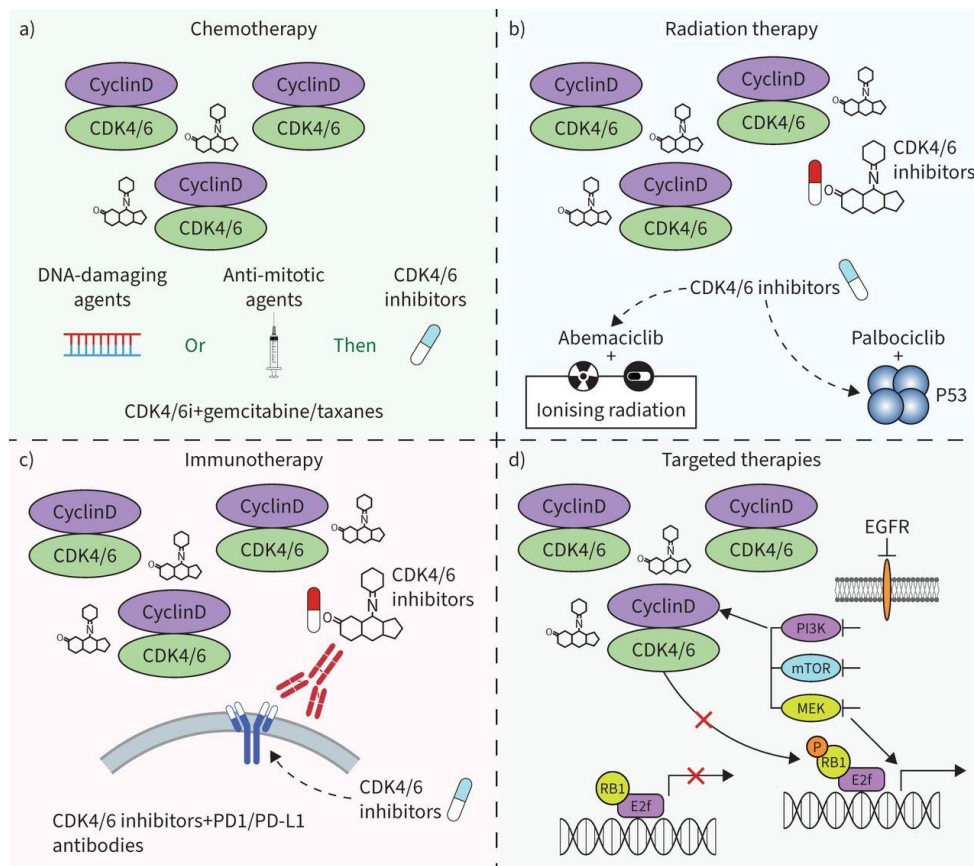 a)
Chemotherapy
CyclinD
CDK4/6
CyclinD
CDK4/6
N
O
CyclinD
CDK4/6
N
O
DNA-damaging
agents
Or
Anti-mitotic
agents
Then
CDK4/6
inhibitors
CDK4/6i+gemcitabine/taxanes
b)
Radiation therapy
CyclinD
CDK4/6
CyclinD
CDK4/6
N
O
N
O
CyclinD
CDK4/6
N
O
CDK4/6
inhibitors
N
O
CDK4/6 inhibitors
Abemaciclib
+
Ionising radiation
Palbociclib
+
P53
c)
Immunotherapy
CyclinD
CDK4/6
CyclinD
CDK4/6
N
O
N
O
CyclinD
CDK4/6
N
O
CDK4/6
inhibitors
N
O
CDK4/6
inhibitors
CDK4/6 inhibitors+PD1/PD-L1
antibodies
d)
Targeted therapies
CyclinD
CDK4/6
CyclinD
CDK4/6
N
O
CyclinD
CDK4/6
N
O
EGFR
PI3K
mTOR
MEK
RB1
E2f
P
RB1
E2f